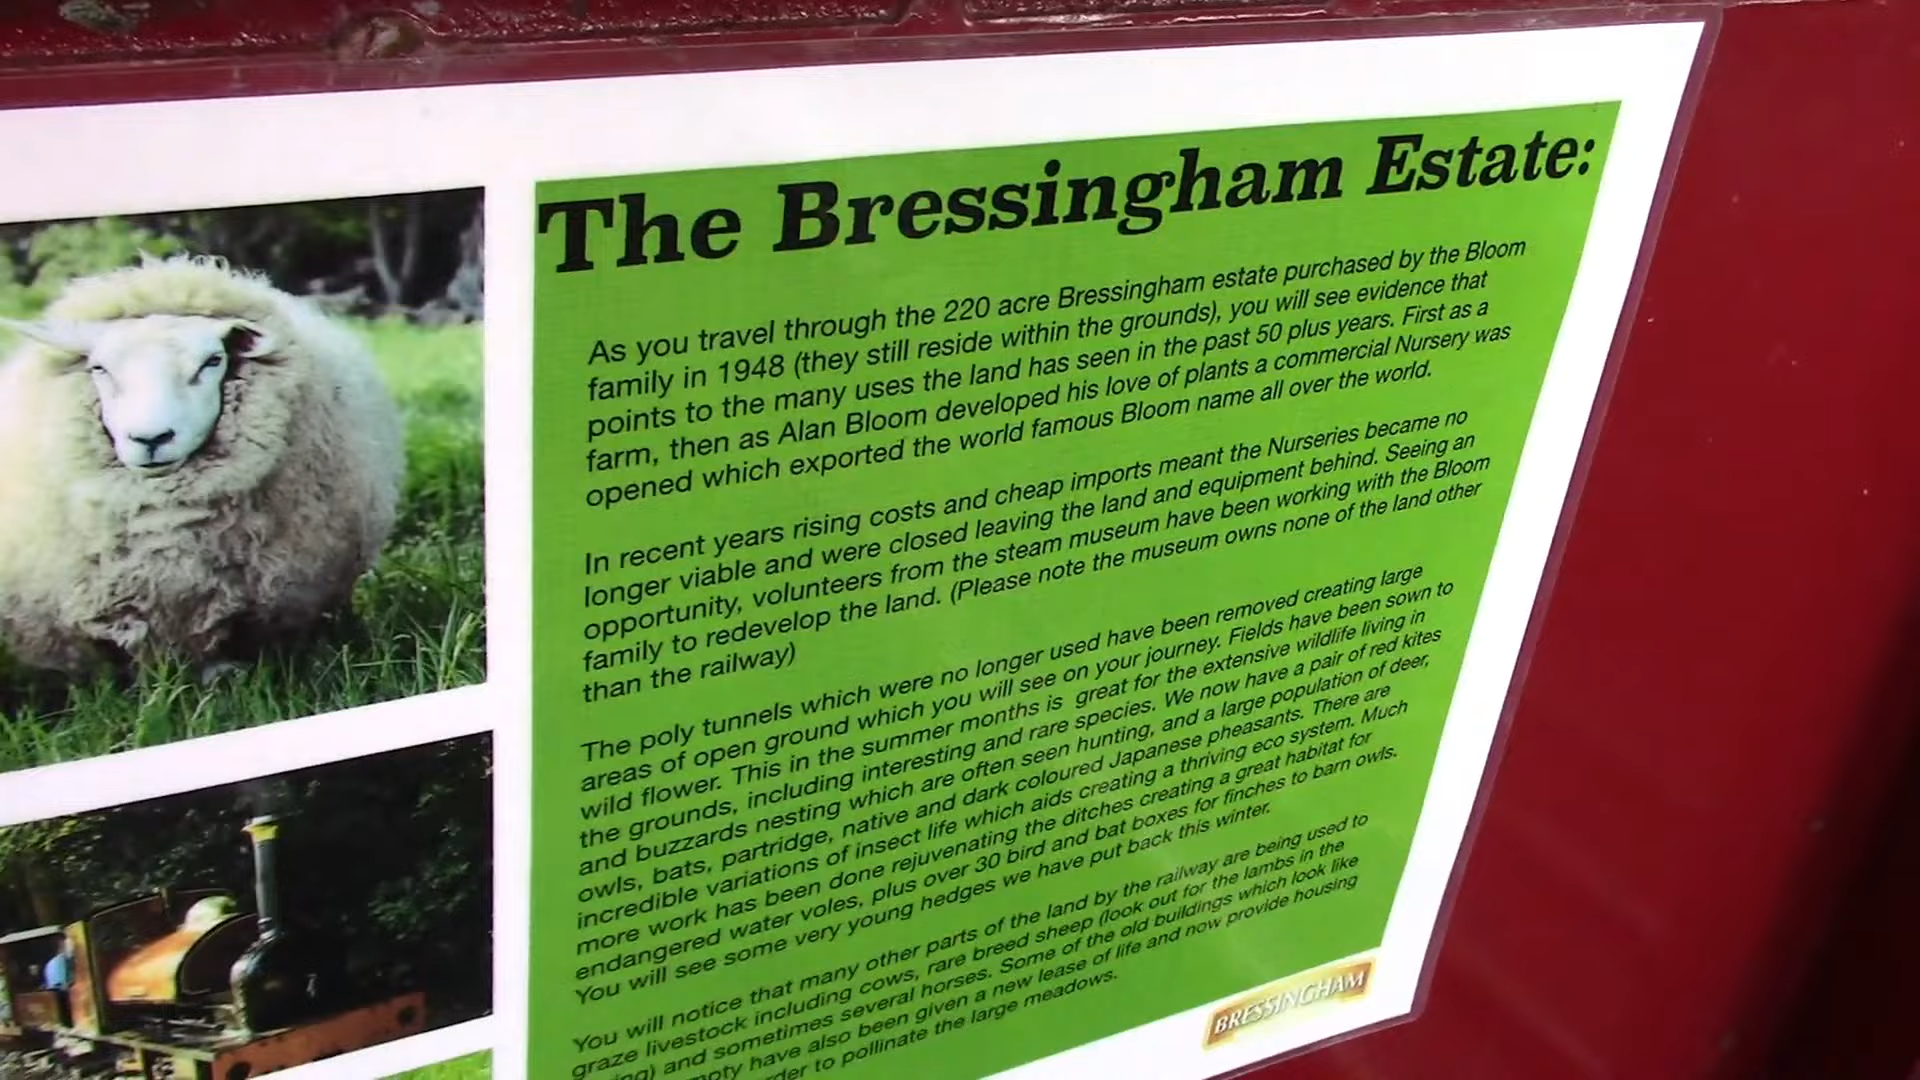 The Bressingham Estate:
As you travel through the 220 acre Bressingham estate purchased by the Bloom
family in 1948 (they still reside within the grounds), you will see evidence that
points to the many uses the land has seen in the past 50 plus years. First as a
farm, then as Alan Bloom developed his love of plants a commercial Nursery was
opened which exported the world famous Bloom name all over the world.
In recent years rising costs and cheap imports meant the Nurseries became no
longer viable and were closed leaving the land and equipment behind. Seeing an
opportunity, volunteers from the steam museum have been working with the Bloom
family to redevelop the land. (Please note the museum owns none of the land other
than the railway)
The poly tunnels which were no longer used have been removed creating large
areas of open ground which you will see on your journey. Fields have been sown to
wild flower. This in the summer months is great for the extensive wildlife living in
the grounds, including interesting and rare species. We now have a pair of red kites
and buzzards nesting which are often seen hunting, and a large population of deer,
owls, bats, partridge, native and dark coloured Japanese pheasants. There are
incredible variations of insect life which aids creating a thriving eco system. Much
more work has been done rejuvenating the ditches creating a great habitat for
endangered water voles, plus over 30 bird and bat boxes for finches to barn owls.
You will see some very young hedges we have put back this winter.
You will notice that many other parts of the land by the railway are being used to
graze livestock including cows, rare breed sheep (look out for the lambs in the
and sometimes several horses. Some of the old buildings which look like
have also been given a new lease of life and now provide housing
to pollinate the large meadows.
BRESSINGHAM